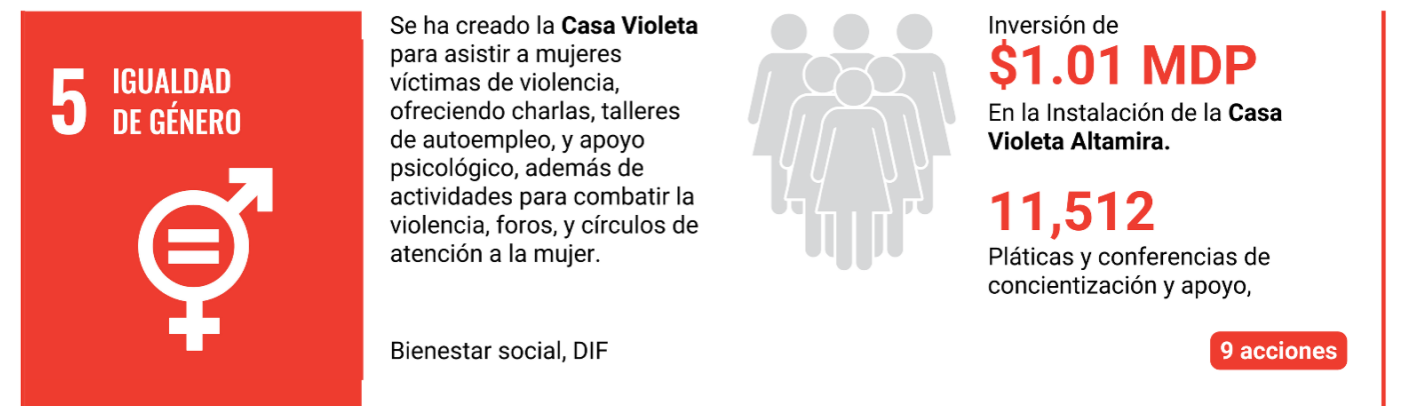 5 IGUALDAD
DE GÉNERO
Se ha creado la Casa Violeta
para asistir a mujeres
víctimas de violencia,
ofreciendo charlas, talleres
de autoempleo, y apoyo
psicológico, además de
actividades para combatir la
violencia, foros, y círculos de
atención a la mujer.
Bienestar social, DIF
Inversión de
$1.01 MDP
En la Instalación de la Casa
Violeta Altamira.
11,512
Pláticas y conferencias de
concientización y apoyo,
9 acciones